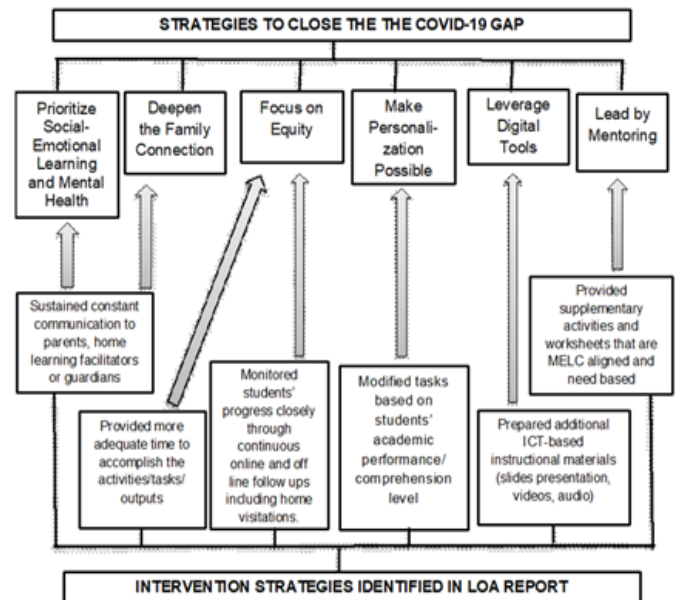 STRATEGIES TO CLOSE THE THE COVID-19 GAP
Prioritize
Social-
Emotional
Learning
and Mental
Health
Deepen
the Family
Connection
Focus on
Equity
Make
Personali-
zation
Possible
Leverage
Digital
Tools
Lead by
Mentoring
Sustained constant
communication to
parents, home
learning facilitators
or guardians
Provided more
adequate time to
accomplish the
activities/tasks/
outputs
Monitored
students'
progress closely
through
continuous
online and off
line follow ups
including home
visitations.
Modified tasks
based on
students'
academic
performance/
comprehension
level
Prepared additional
ICT-based
instructional materials
(slides presentation,
videos, audio)
Provided
supplementary
activities and
worksheets that are
MELC aligned and
need based
INTERVENTION STRATEGIES IDENTIFIED IN LOA REPORT